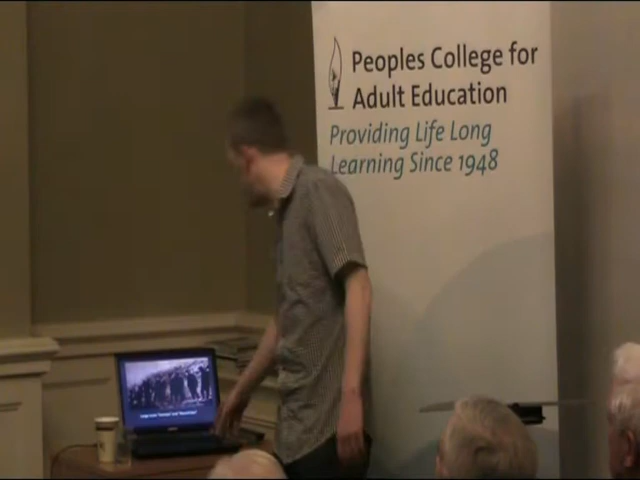 Peoples College for
Adult Education
Providing Life Long
Learning Since 1948